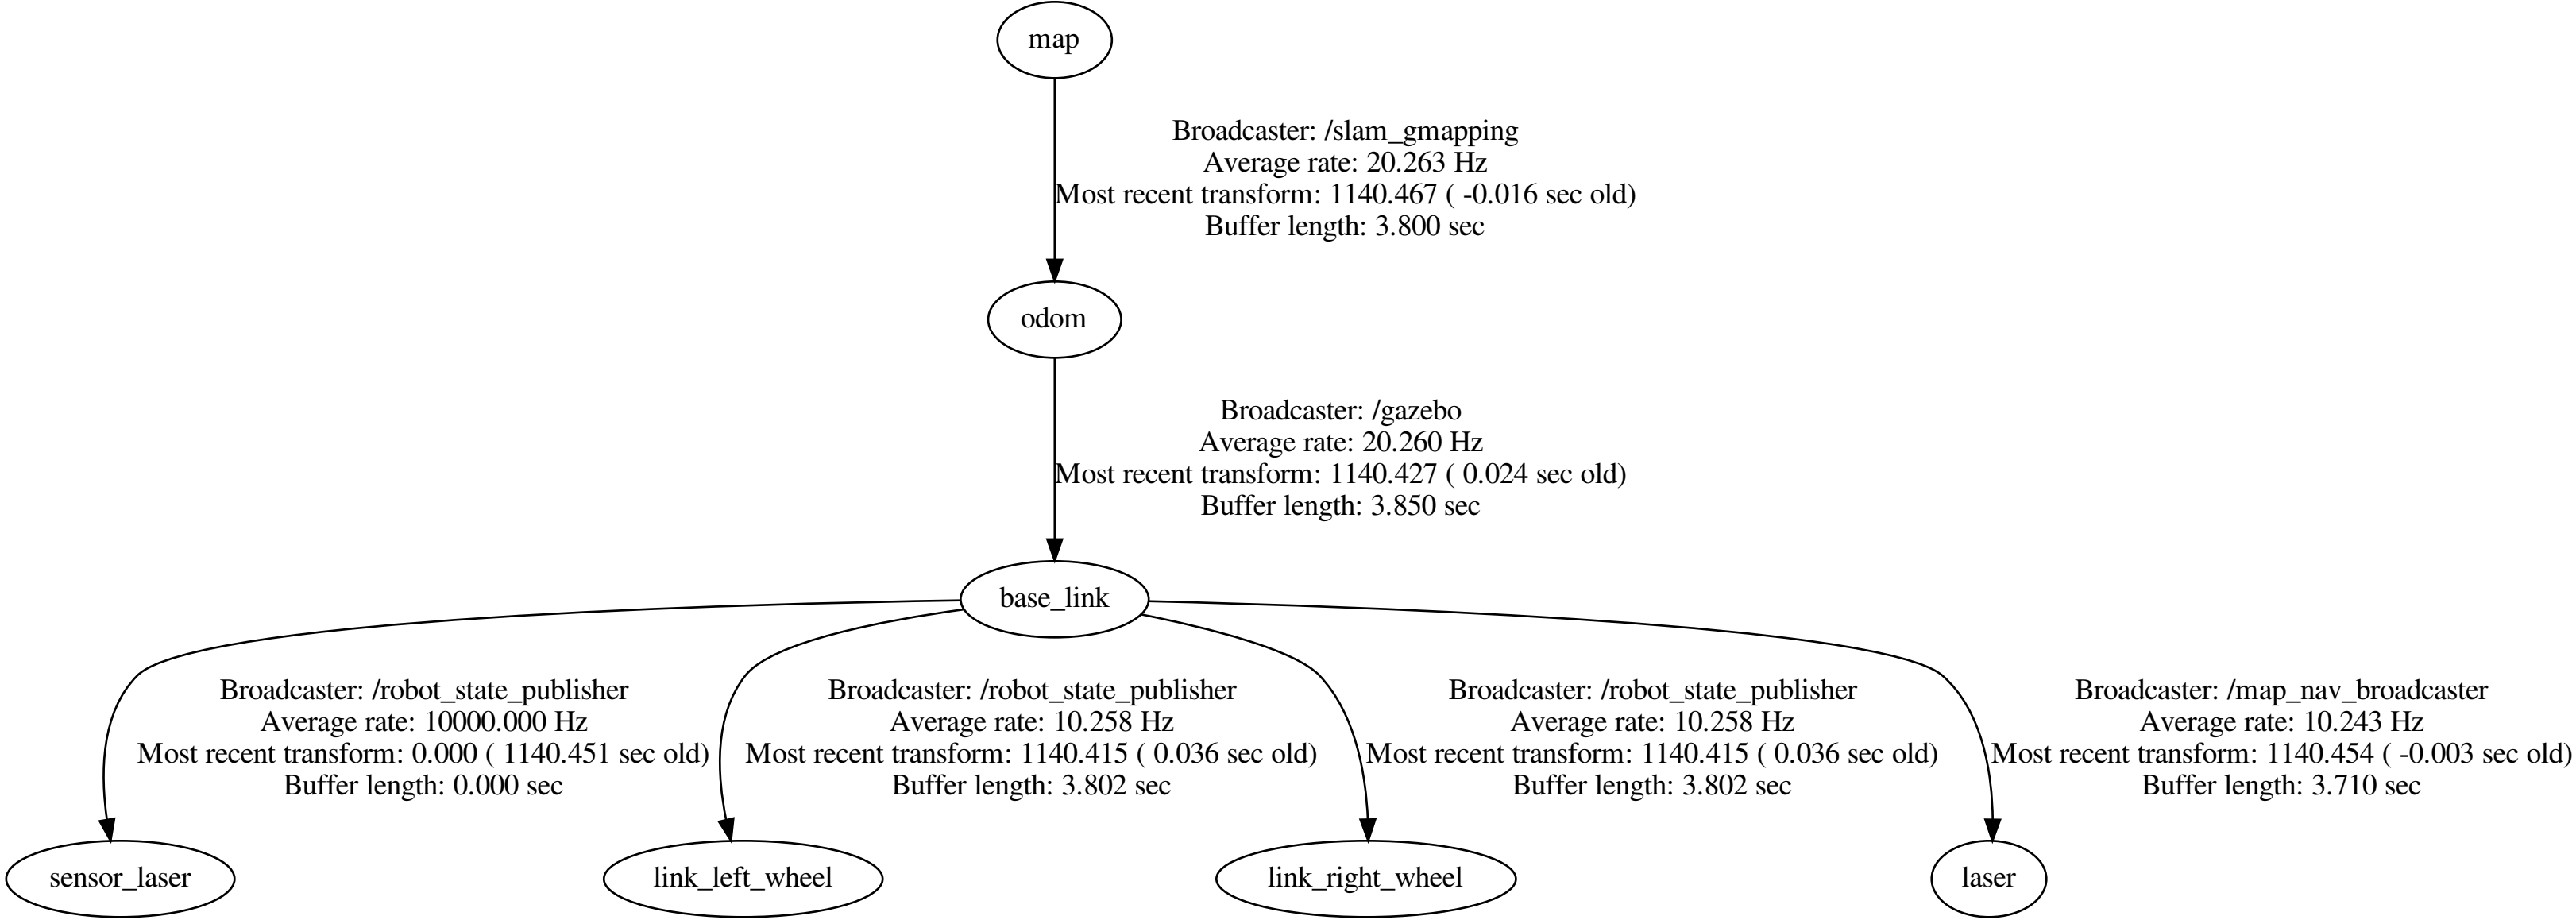 map
Broadcaster: /slam_gmapping
Average rate: 20.263 Hz
Most recent transform: 1140.467 ( -0.016 sec old)
Buffer length: 3.800 sec
odom
Broadcaster: /gazebo
Average rate: 20.260 Hz
Most recent transform: 1140.427 ( 0.024 sec old)
Buffer length: 3.850 sec
base_link
Broadcaster: /robot_state_publisher
Average rate: 10000.000 Hz
Most recent transform: 0.000 ( 1140.451 sec old)
Buffer length: 0.000 sec
Broadcaster: /robot_state_publisher
Average rate: 10.258 Hz
Most recent transform: 1140.415 ( 0.036 sec old)
Buffer length: 3.802 sec
Broadcaster: /robot_state_publisher
Average rate: 10.258 Hz
Most recent transform: 1140.415 ( 0.036 sec old)
Buffer length: 3.802 sec
Broadcaster: /map_nav_broadcaster
Average rate: 10.243 Hz
Most recent transform: 1140.454 ( -0.003 sec old)
Buffer length: 3.710 sec
sensor_laser
link_left_wheel
link_right_wheel
laser